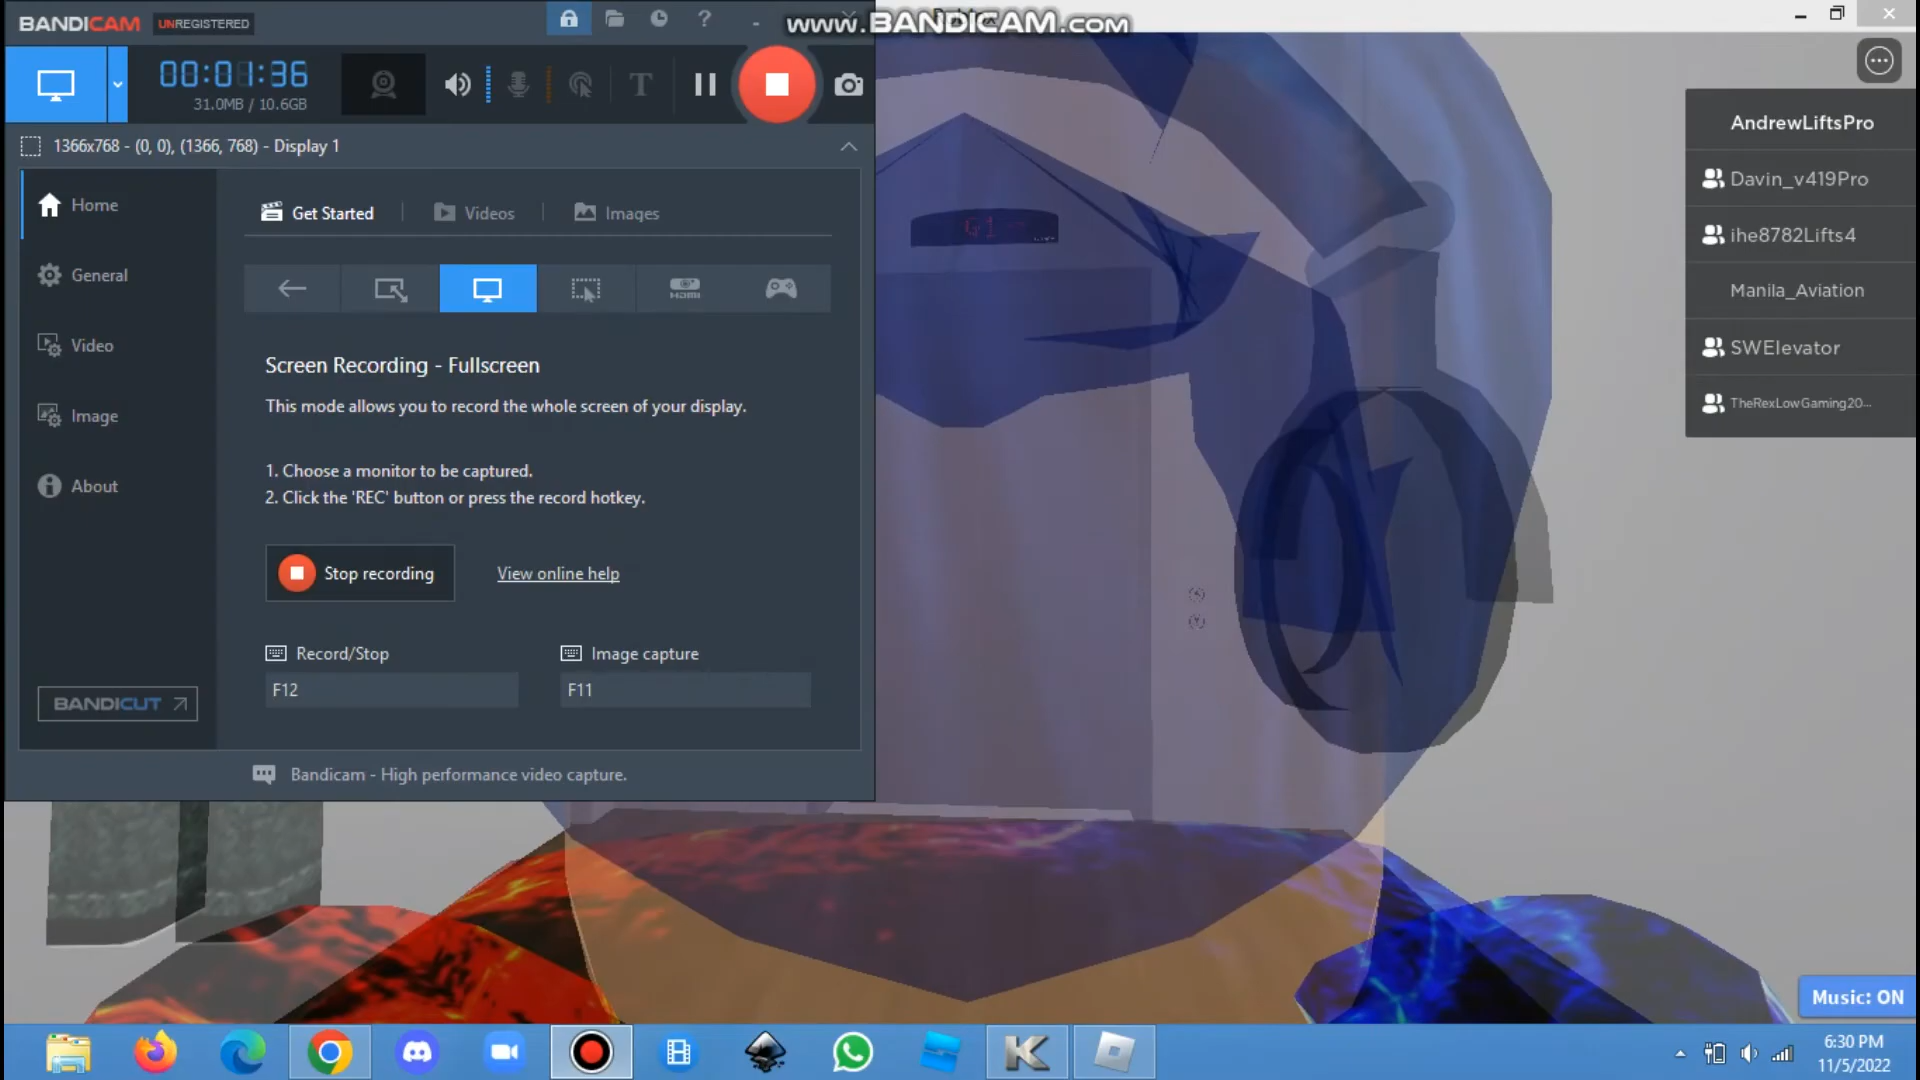 BANDICAM UNREGISTERED
?
www.BANDICAM.com
00:01:36
31.0MB / 10.6GB
T
1366x768 - (0, 0), (1366, 768) - Display 1
Home
General
Video
Image
About
BANDICUT
Get Started
Videos
Images
HDMI
Screen Recording - Fullscreen
This mode allows you to record the whole screen of your display.
1. Choose a monitor to be captured.
2. Click the 'REC' button or press the record hotkey.
Stop recording
View online help
Record/Stop
Image capture
F12
F11
Bandicam - High performance video capture.
G1
AndrewLiftsPro
Davin_v419Pro
ihe8782Lifts4
Manila_Aviation
SWElevator
TheRexLowGaming20...
Music: ON
K
6:30 PM
11/5/2022